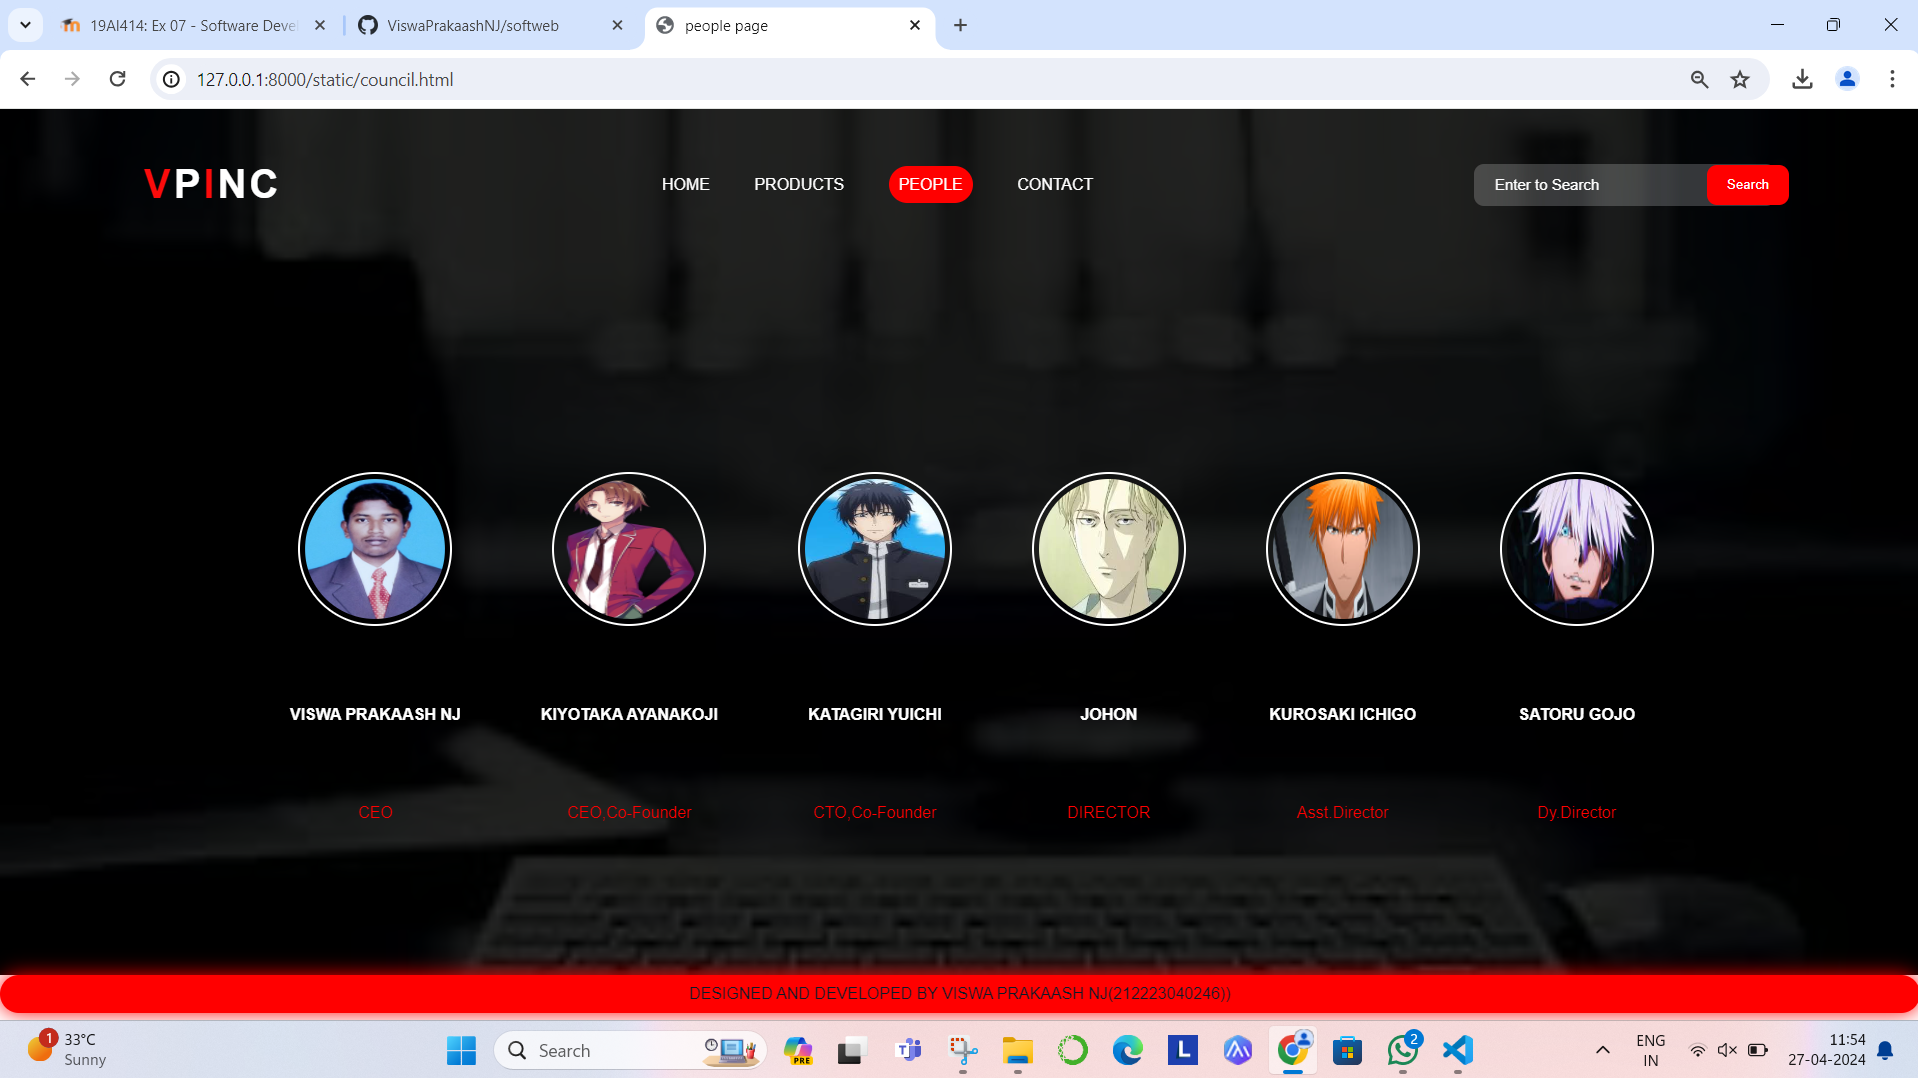 19AI414: Ex 07 - Software Deve
ViswaPrakaashNJ/softweb
people page
127.0.0.1:8000/static/council.html
VPINC
HOME
PRODUCTS
PEOPLE
CONTACT
Enter to Search
Search
VISWA PRAKAASH NJ
KIYOTAKA AYANAKOJI
KATAGIRI YUICHI
JOHON
KUROSAKI ICHIGO
SATORU GOJO
CEO
CEO,Co-Founder
CTO,Co-Founder
DIRECTOR
Asst.Director
Dy.Director
DESIGNED AND DEVELOPED BY VISWA PRAKAASH NJ(212223040246))
1
33°C
Sunny
Search
PRE
L
2
ENG
IN
11:54
27-04-2024